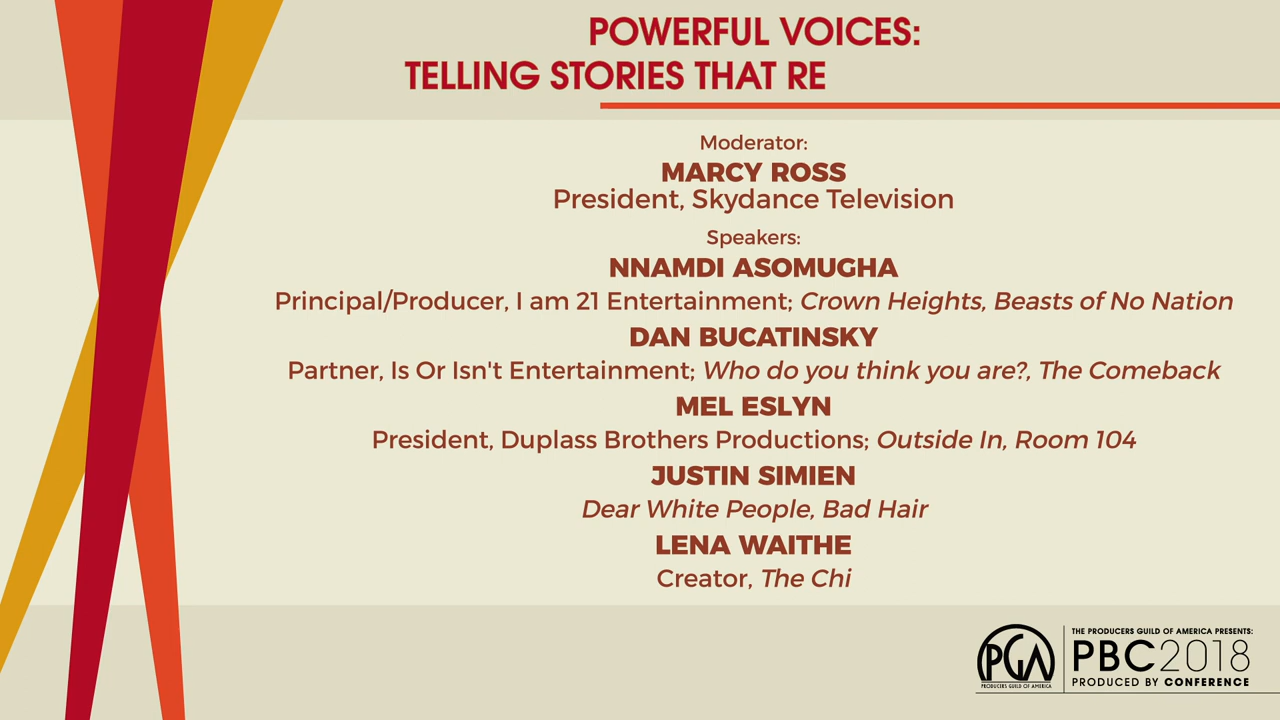 POWERFUL VOICES:
TELLING STORIES THAT RE
Moderator:
MARCY ROSS
President, Skydance Television
Speakers:
NNAMDI ASOMUGHA
Principal/Producer, I am 21 Entertainment; Crown Heights, Beasts of No Nation
DAN BUCATINSKY
Partner, Is Or Isn't Entertainment; Who do you think you are?, The Comeback
MEL ESLYN
President, Duplass Brothers Productions; Outside In, Room 104
JUSTIN SIMIEN
Dear White People, Bad Hair
LENA WAITHE
Creator, The Chi
PGA
PRODUCERS GUILD OF AMERICA
THE PRODUCERS GUILD OF AMERICA PRESENTS:
PBC2018
PRODUCED BY CONFERENCE